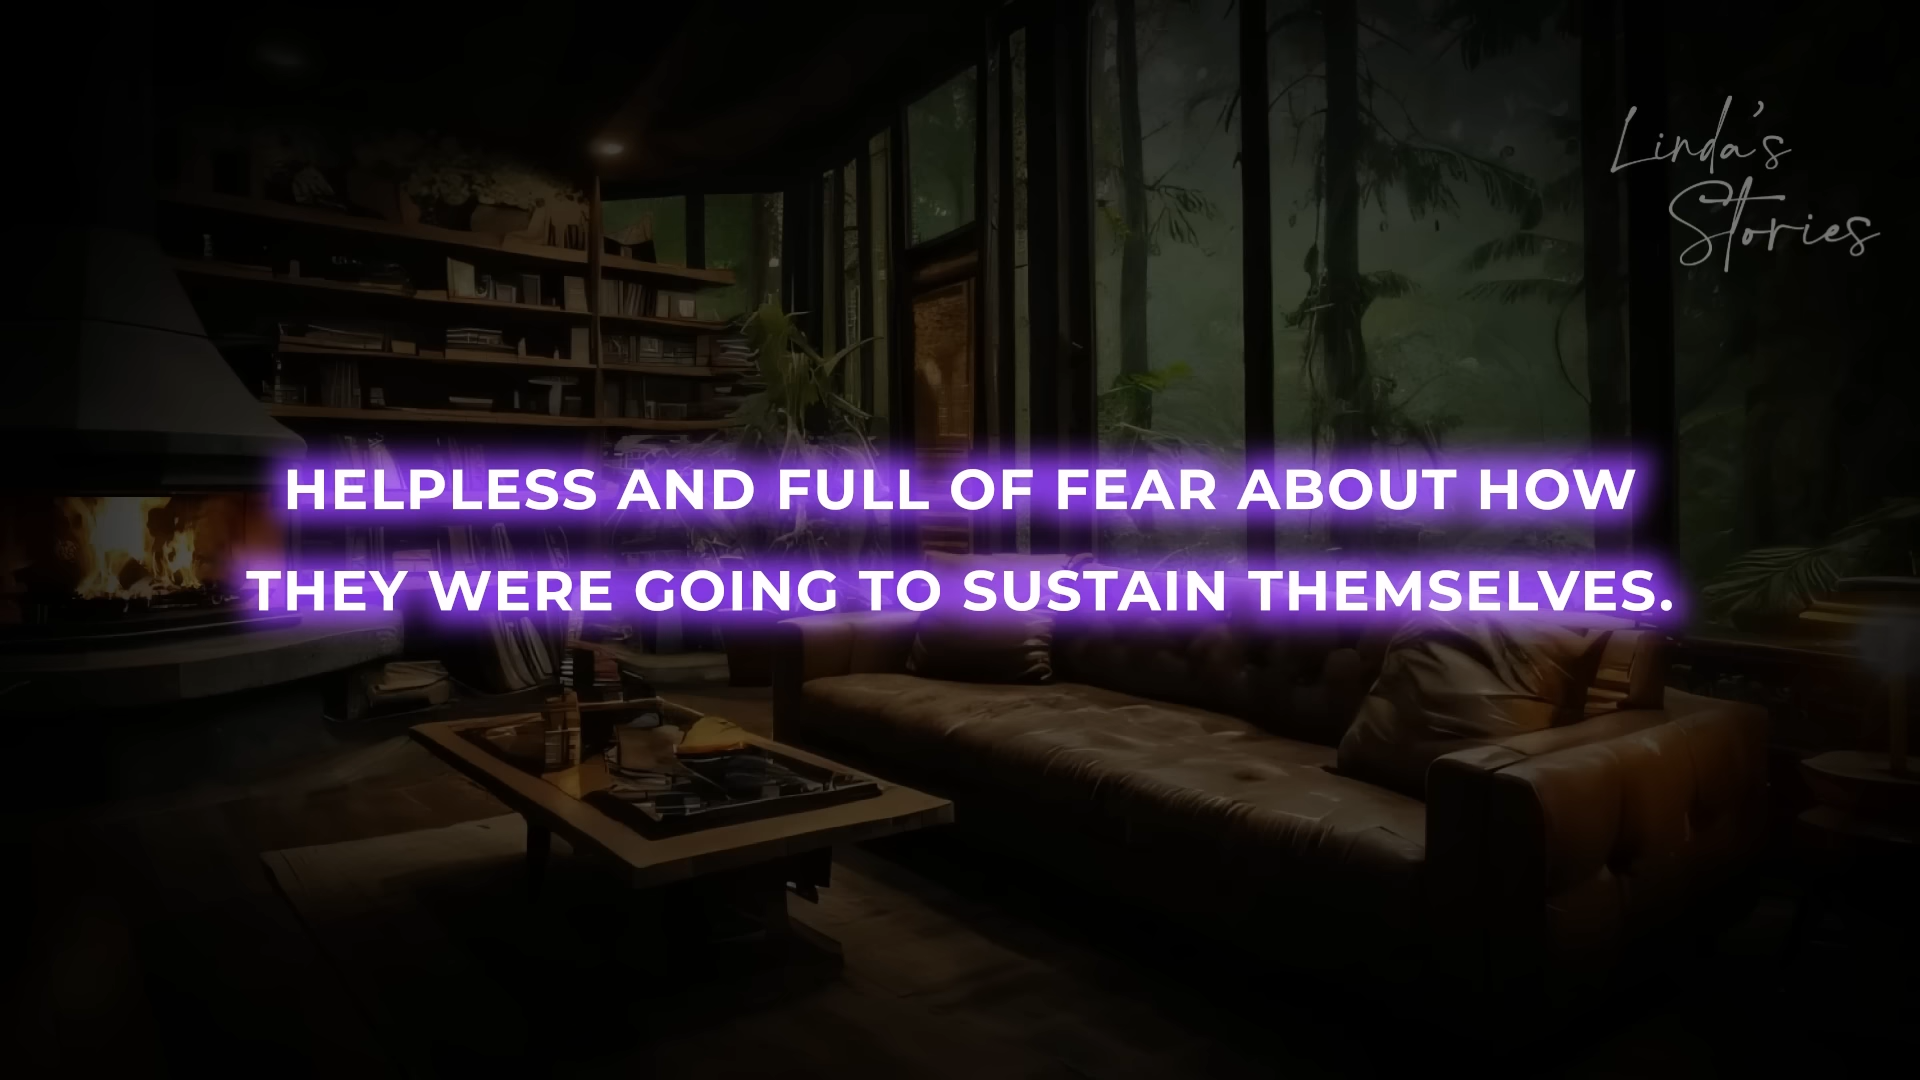 Linda's
Stories
HELPLESS AND FULL OF FEAR ABOUT HOW
THEY WERE GOING TO SUSTAIN THEMSELVES.